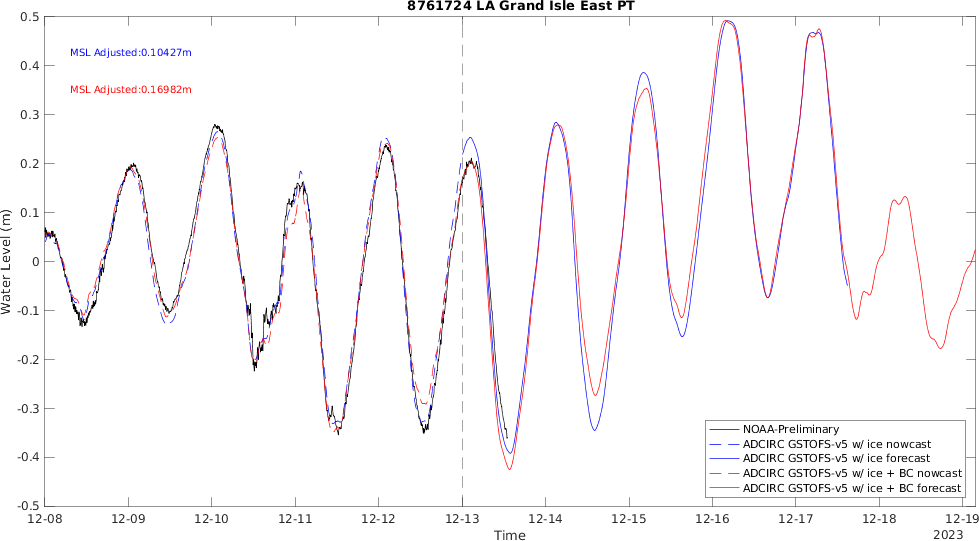 8761724 LA Grand Isle East PT
MSL Adjusted:0.10427m
MSL Adjusted:0.16982m
Water Level (m)
0.5
0.4
0.3
0.2
0.1
0
-0.1
-0.2
-0.3
-0.4
-0.5
NOAA-Preliminary
ADCIRC GSTOFS-v5 w/ ice nowcast
ADCIRC GSTOFS-v5 w/ ice forecast
ADCIRC GSTOFS-v5 w/ ice + BC nowcast
ADCIRC GSTOFS-v5 w/ ice + BC forecast
12-08 12-09 12-10 12-11 12-12 12-13 12-14 12-15 12-16 12-17 12-18 12-19
Time
2023